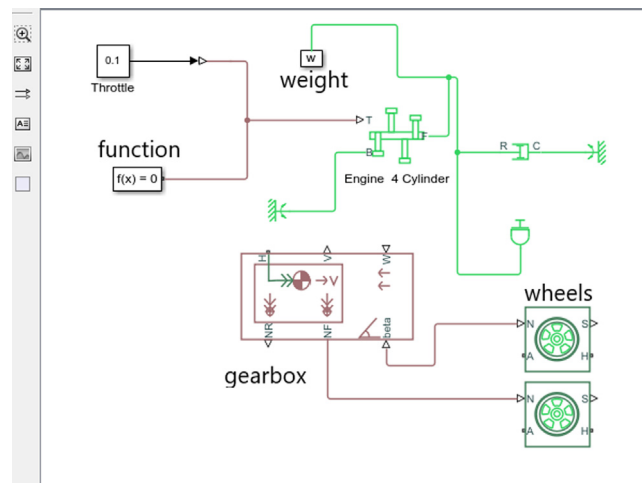 0.1
Throttle
w
weight
T
function
f(x) = 0
B
F
Engine 4 Cylinder
R
C
H
V
W
V
NR
NF
beta
gearbox
wheels
N
S
A
H
N
S
A
H